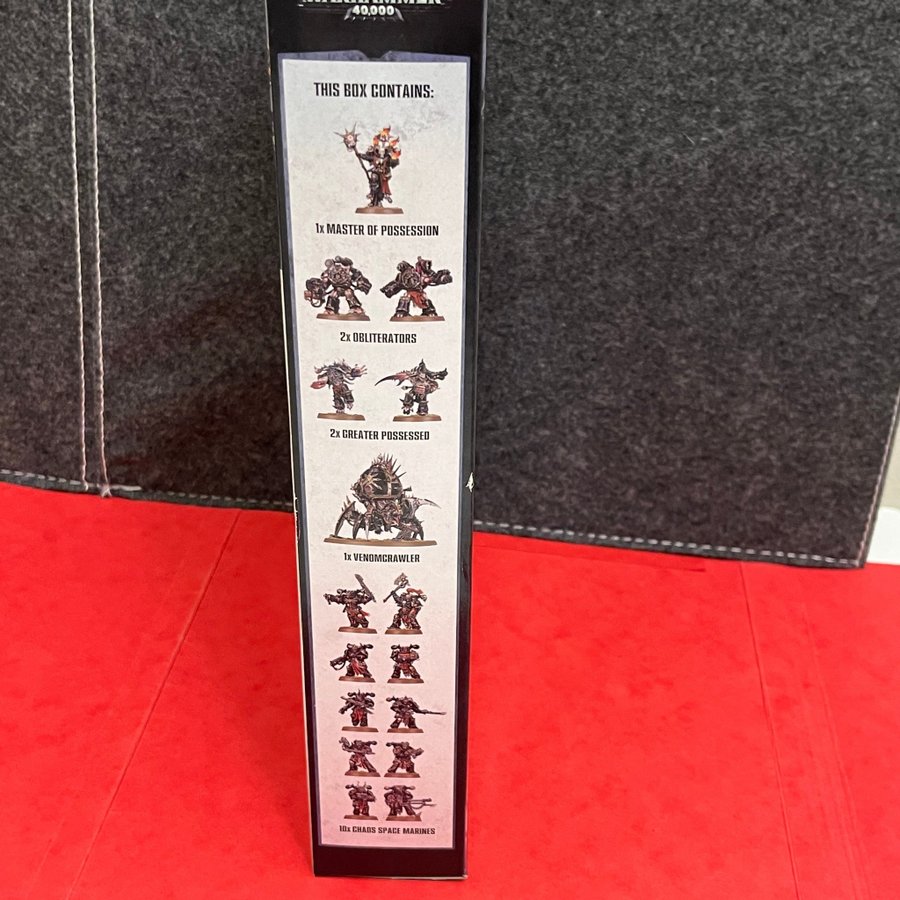 WARHAMMER
40,000
THIS BOX CONTAINS:
1x MASTER OF POSSESSION
2x OBLITERATORS
2x GREATER POSSESSED
1x VENOMCRAWLER
10x CHAOS SPACE MARINES